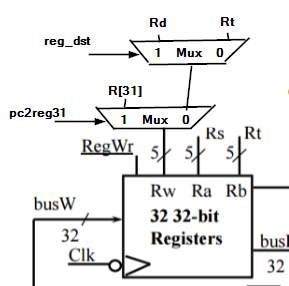 Rd Rt
reg_dst
1 Mux 0
R[31]
pc2reg31
1 Mux 0
RegWr 5 5 Rs 5 Rt
Rw Ra Rb
busW
32 32-bit
Registers
32
Clk
32